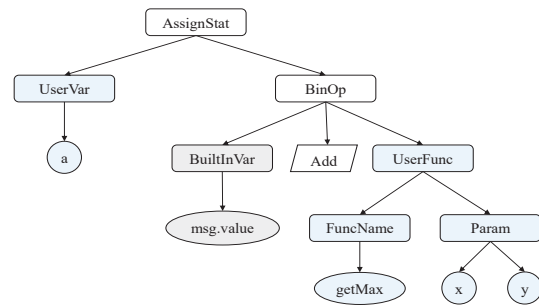 AssignStat
UserVar
BinOp
a
BuiltInVar
Add
UserFunc
msg.value
FuncName
Param
getMax
x
y